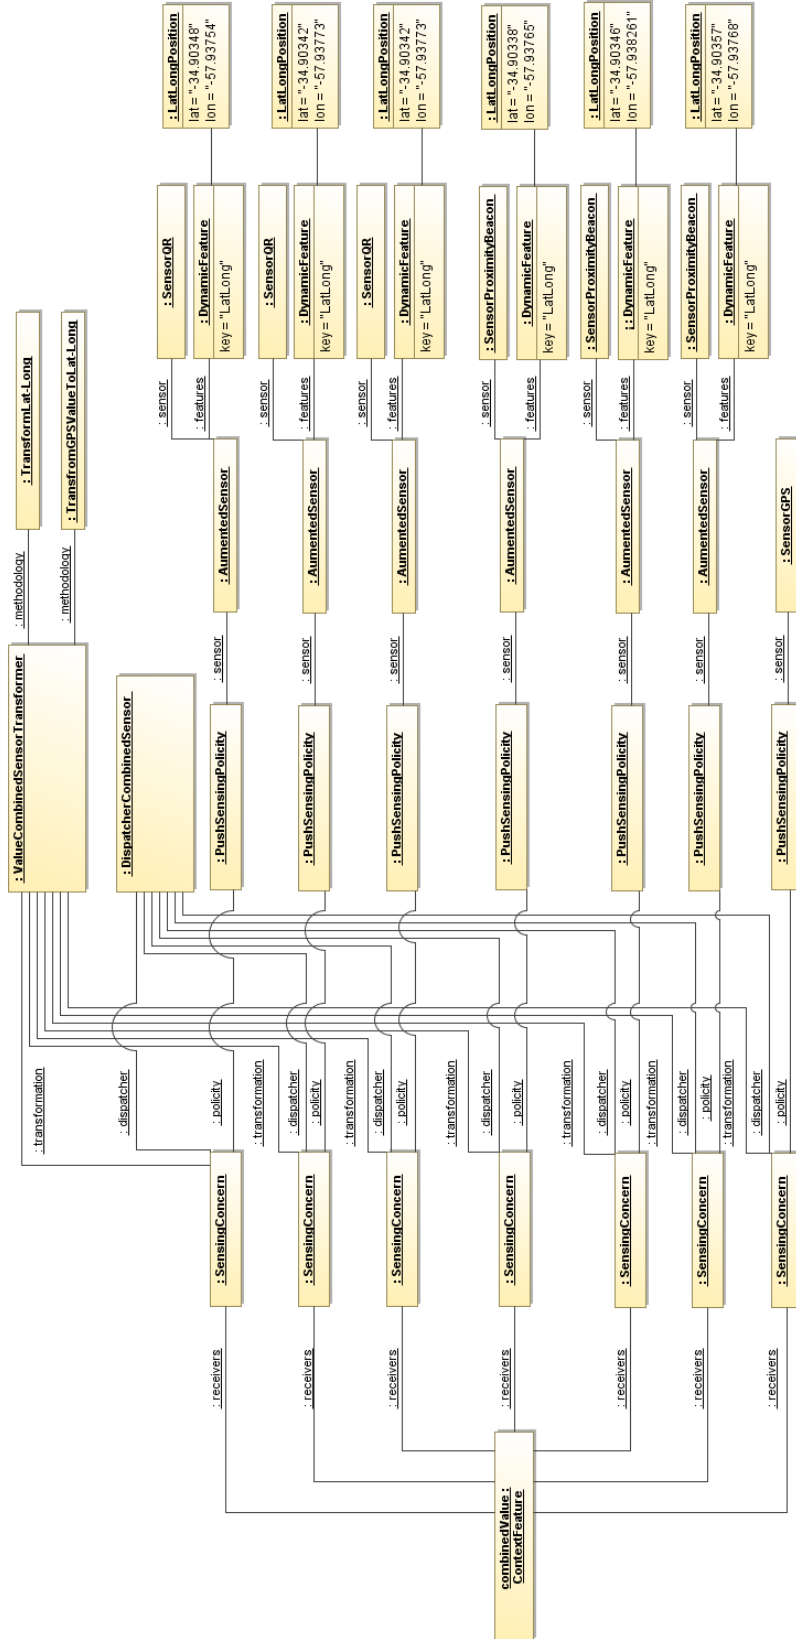 : LatLongPosition
lat = "-34.90348"
lon = "-57.93754"
: LatLongPosition
lat = "-34.90342"
lon = "-57.93773"
: LatLongPosition
lat = "-34.90342"
lon = "-57.93773"
: LatLongPosition
lat = "-34.90338"
lon = "-57.93765"
: LatLongPosition
lat = "-34.90346"
lon = "-57.938261"
: LatLongPosition
lat = "-34.90357"
lon = "-57.93768"
: SensorQR
: DynamicFeature
key = "LatLong"
: SensorQR
: DynamicFeature
key = "LatLong"
: SensorQR
: DynamicFeature
key = "LatLong"
: SensorProximityBeacon
: DynamicFeature
key = "LatLong"
: SensorProximityBeacon
: DynamicFeature
key = "LatLong"
: SensorProximityBeacon
: DynamicFeature
key = "LatLong"
: TransformLat-Long
: TransfromGPSValueToLat-Long
: sensor
: features
: sensor
: features
: sensor
: features
: sensor
: features
: sensor
: features
: sensor
: features
: methodology
: methodology
: AumentedSensor
: AumentedSensor
: AumentedSensor
: AumentedSensor
: AumentedSensor
: AumentedSensor
: SensorGPS
: sensor
: sensor
: sensor
: sensor
: sensor
: sensor
: sensor
: ValueCombinedSensorTransformer
: DispatcherCombinedSensor
: PushSensingPolicity
: PushSensingPolicity
: PushSensingPolicity
: PushSensingPolicity
: PushSensingPolicity
: PushSensingPolicity
: PushSensingPolicity
: transformation
: dispatcher
: policity
: transformation
: dispatcher
: policity
: transformation
: dispatcher
: policity
: transformation
: dispatcher
: policity
: transformation
: dispatcher
: policity
: transformation
: dispatcher
: policity
: transformation
: dispatcher
: policity
: SensingConcern
: SensingConcern
: SensingConcern
: SensingConcern
: SensingConcern
: SensingConcern
: SensingConcern
: receivers
: receivers
: receivers
: receivers
: receivers
: receivers
: receivers
combinedValue :
ContextFeature